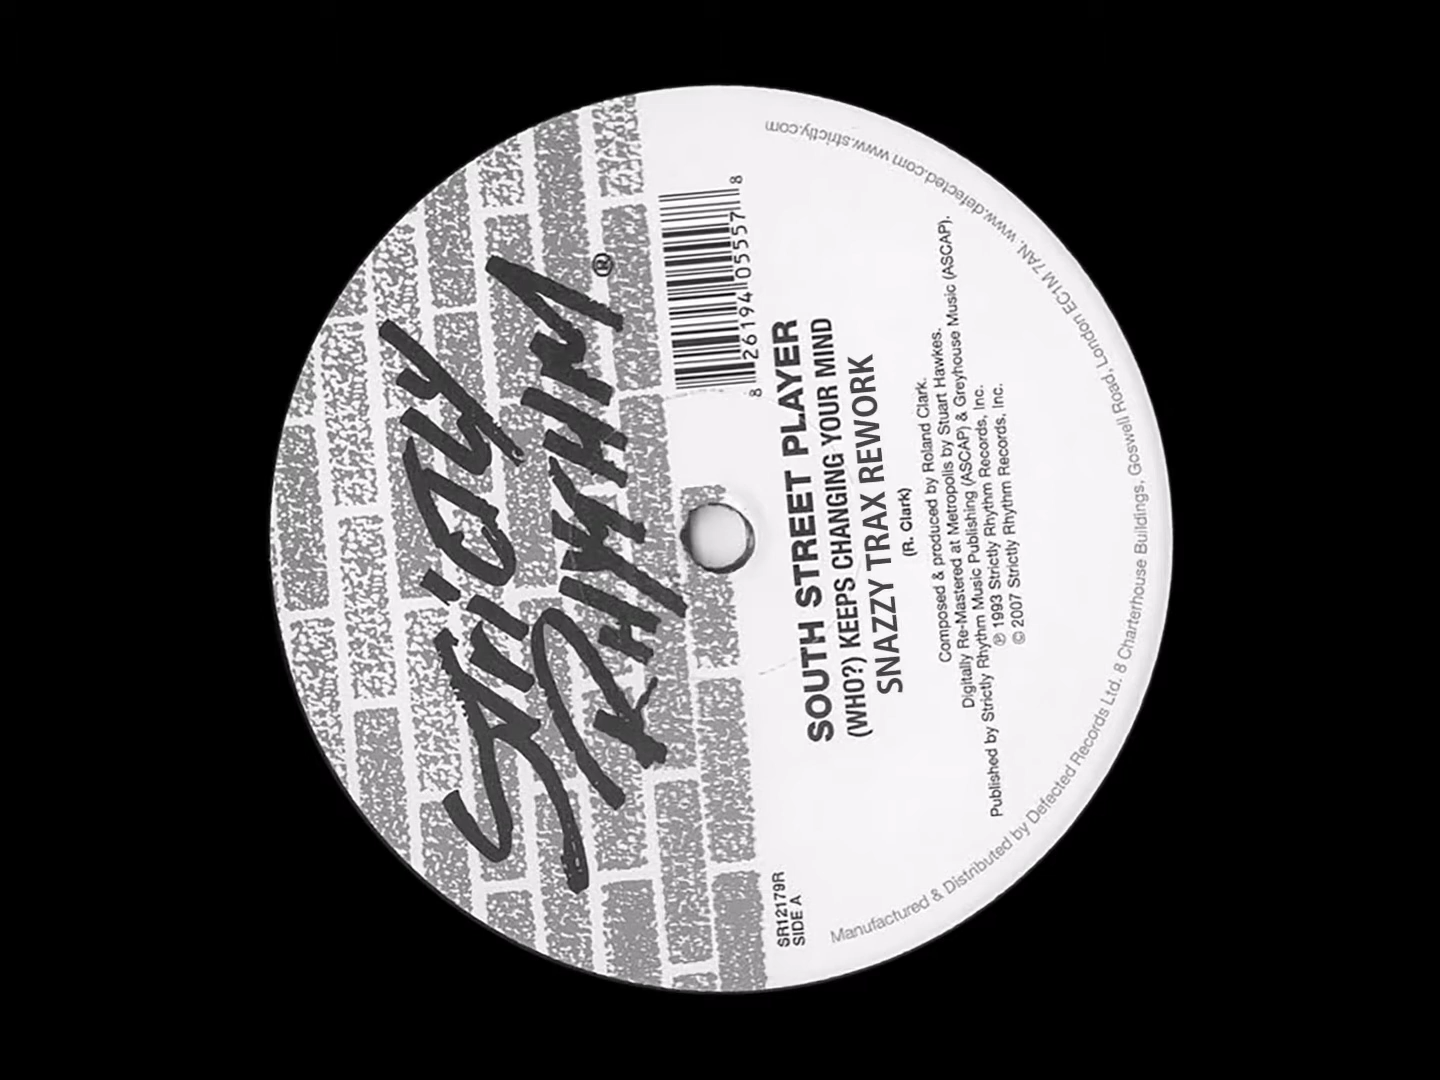 STRICTLY
RHYTHM®
8 26194 05557 8
SR12179R
SIDE A
SOUTH STREET PLAYER
(WHO?) KEEPS CHANGING YOUR MIND
SNAZZY TRAX REWORK
(R. Clark)
Composed & produced by Roland Clark.
Digitally Re-Mastered at Metropolis by Stuart Hawkes.
Published by Strictly Rhythm Music Publishing (ASCAP) & Greyhouse Music (ASCAP).
℗ 1993 Strictly Rhythm Records, Inc.
© 2007 Strictly Rhythm Records, Inc.
Manufactured & Distributed by Defected Records Ltd. 8 Charterhouse Buildings, Goswell Road, London EC1M 7AN. www.defected.com www.strictly.com